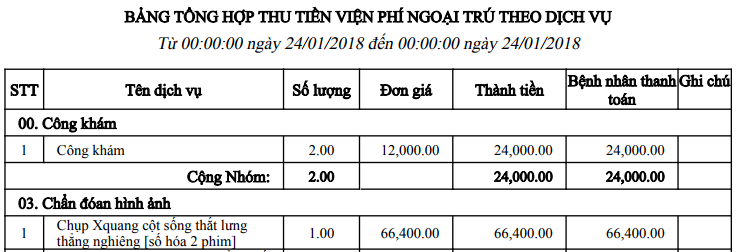 BẢNG TỔNG HỢP THU TIỀN VIỆN PHÍ NGOẠI TRÚ THEO DỊCH VỤ
Từ 00:00:00 ngày 24/01/2018 đến 00:00:00 ngày 24/01/2018
STT Tên dịch vụ Số lượng Đơn giá Thành tiền Bệnh nhân thanh toán Ghi chú
00. Công khám
1 Công khám 2.00 12,000.00 24,000.00 24,000.00
Cộng Nhóm: 2.00 24,000.00 24,000.00
03. Chẩn đóan hình ảnh
1 Chụp Xquang cột sống thắt lưng 1.00 66,400.00 66,400.00 66,400.00
thẳng nghiêng [số hóa 2 phim]